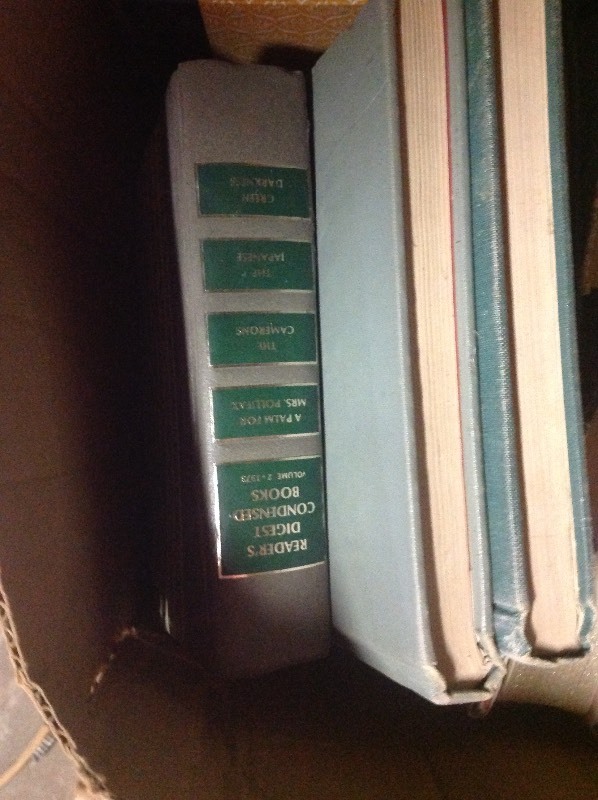 READER'S
DIGEST
CONDENSED
BOOKS
VOLUME 2 • 1973
A PALM FOR
MRS. POLLIFAX
THE
CAMERONS
THE
JAPANESE
GREEN
DARKNESS